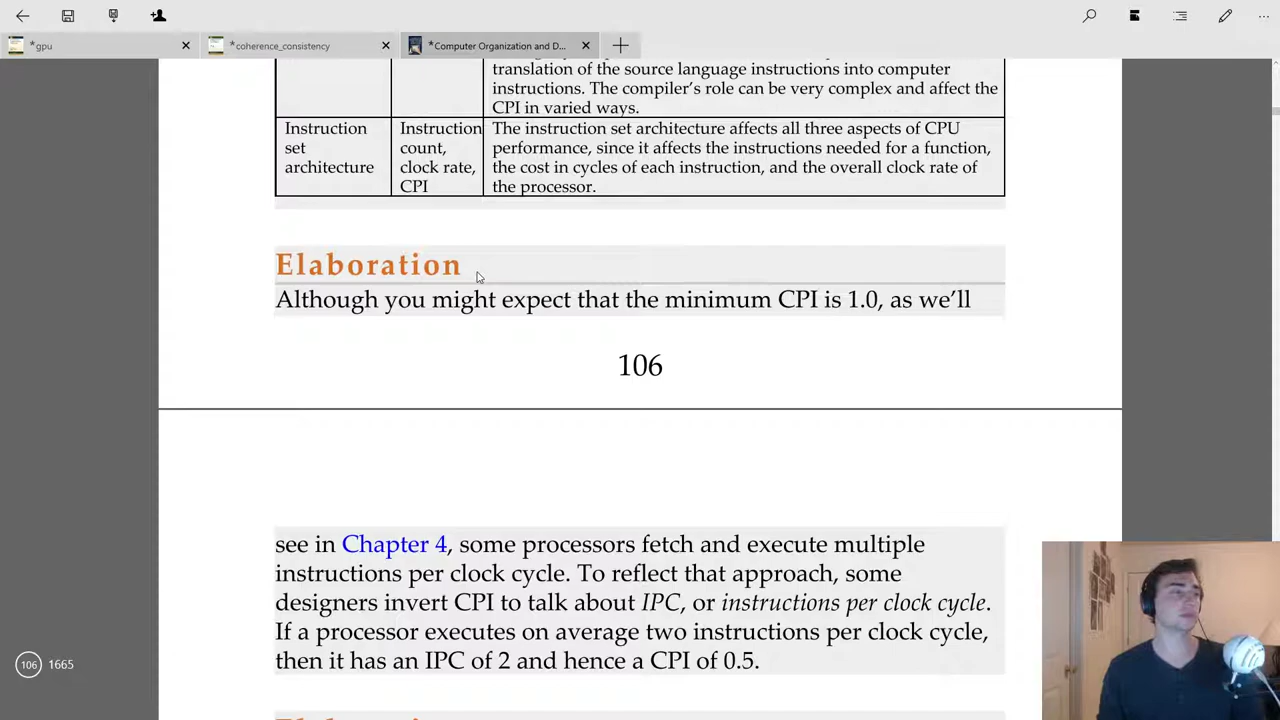 *gpu
*coherence_consistency
*Computer Organization and D...
translation of the source language instructions into computer
instructions. The compiler's role can be very complex and affect the
CPI in varied ways.
Instruction
set
architecture
Instruction
count,
clock rate,
CPI
The instruction set architecture affects all three aspects of CPU
performance, since it affects the instructions needed for a function,
the cost in cycles of each instruction, and the overall clock rate of
the processor.
Elaboration
Although you might expect that the minimum CPI is 1.0, as we'll
106
see in Chapter 4, some processors fetch and execute multiple
instructions per clock cycle. To reflect that approach, some
designers invert CPI to talk about IPC, or instructions per clock cycle.
If a processor executes on average two instructions per clock cycle,
then it has an IPC of 2 and hence a CPI of 0.5.
106 1665